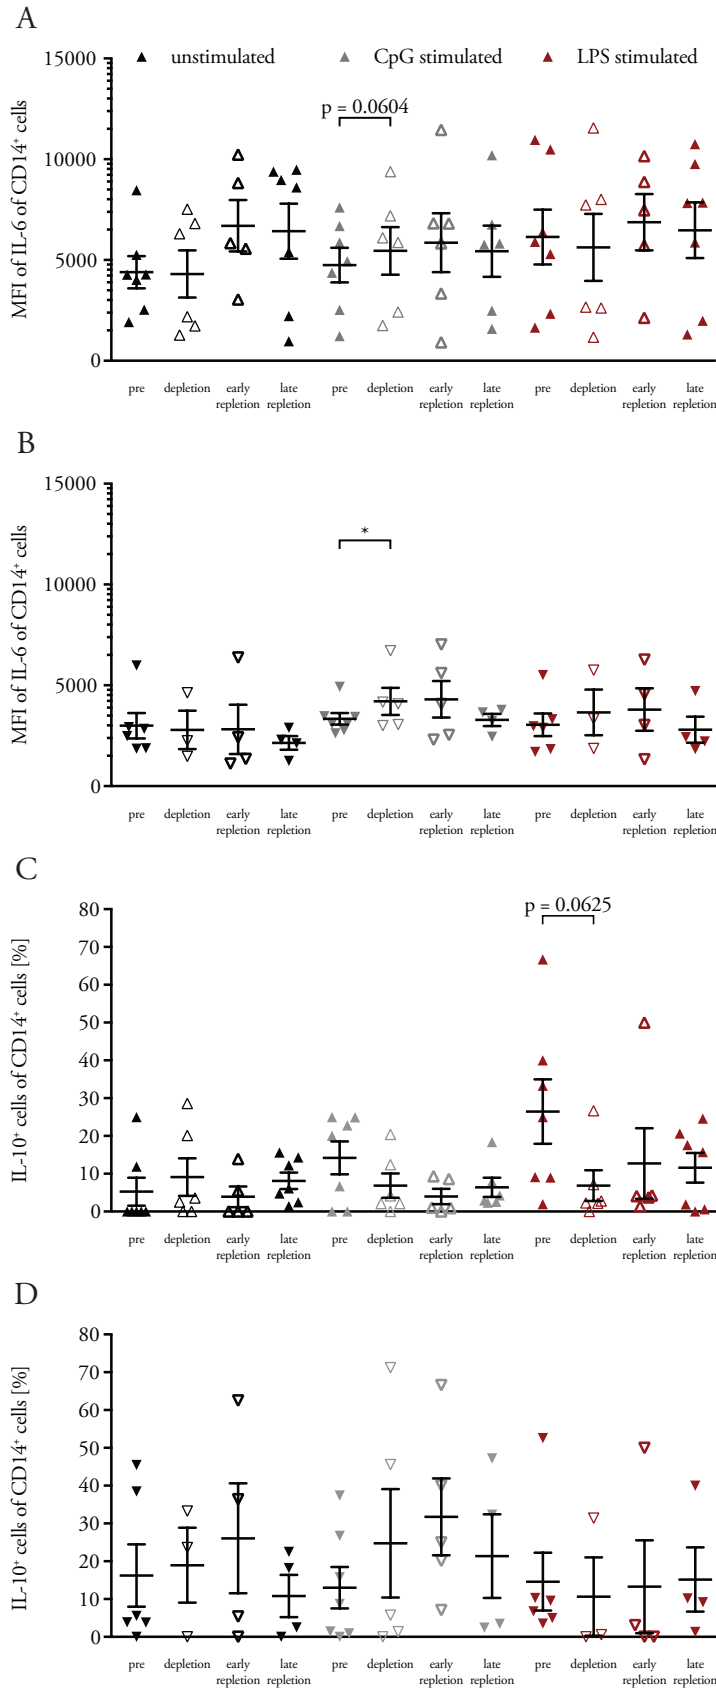 A
unstimulated CpG stimulated LPS stimulated
MFI of IL-6 of CD14⁺ cells
15000
10000
5000
0
p = 0.0604
pre depletion early repletion late repletion pre depletion early repletion late repletion pre depletion early repletion late repletion
B
MFI of IL-6 of CD14⁺ cells
15000
10000
5000
0
*
pre depletion early repletion late repletion pre depletion early repletion late repletion pre depletion early repletion late repletion
C
IL-10⁺ cells of CD14⁺ cells [%]
80
70
60
50
40
30
20
10
0
p = 0.0625
pre depletion early repletion late repletion pre depletion early repletion late repletion pre depletion early repletion late repletion
D
IL-10⁺ cells of CD14⁺ cells [%]
80
70
60
50
40
30
20
10
0
pre depletion early repletion late repletion pre depletion early repletion late repletion pre depletion early repletion late repletion